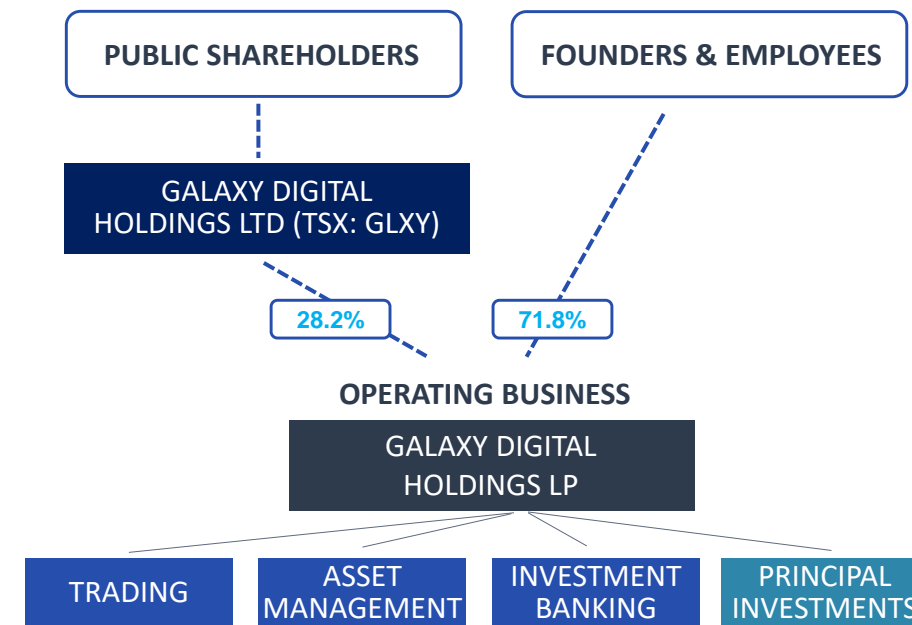 PUBLIC SHAREHOLDERS
FOUNDERS & EMPLOYEES
GALAXY DIGITAL
HOLDINGS LTD (TSX: GLXY)
28.2%
71.8%
OPERATING BUSINESS
GALAXY DIGITAL
HOLDINGS LP
TRADING
ASSET
MANAGEMENT
INVESTMENT
BANKING
PRINCIPAL
INVESTMENTS